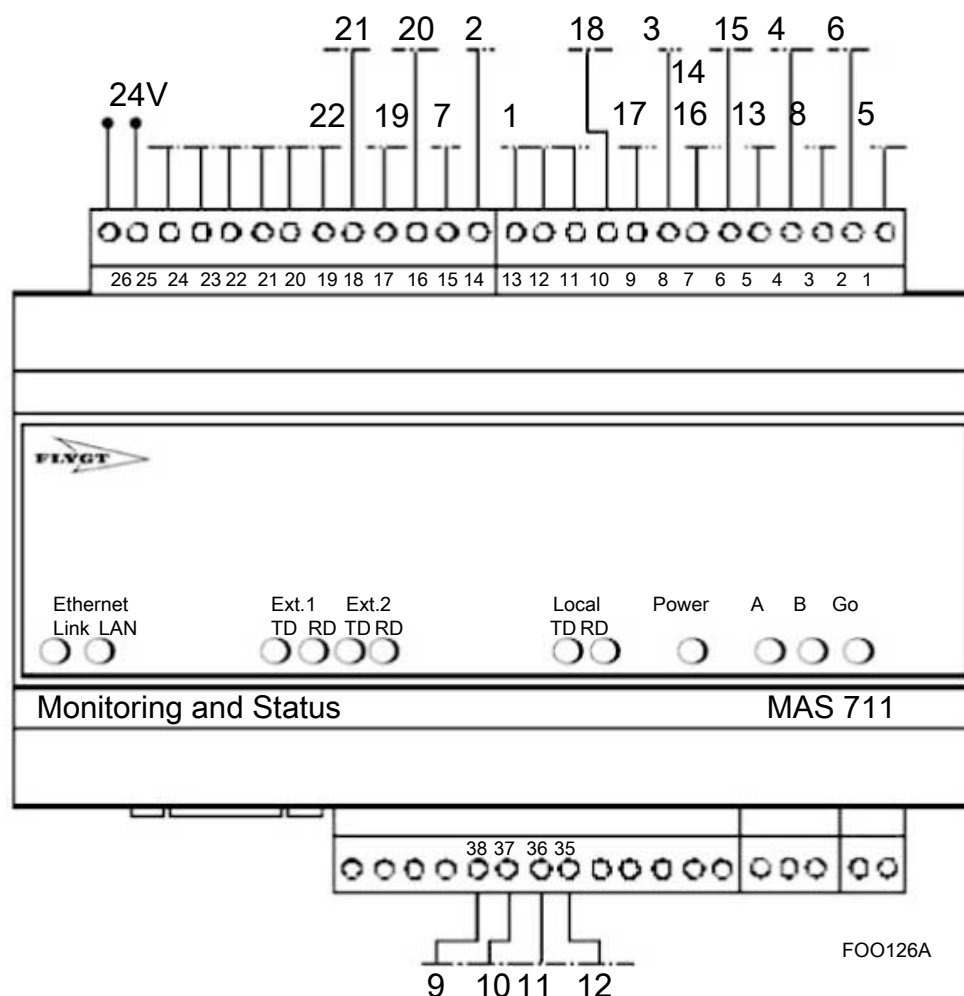 21 20 2 18 3 15 4 6
14
24V 22 19 7 1 17 16 13 8 5
26 25 24 23 22 21 20 19 18 17 16 15 14 13 12 11 10 9 8 7 6 5 4 3 2 1
FLYGT
Ethernet Ext.1 Ext.2 Local Power A B Go
Link LAN TD RD TD RD TD RD
Monitoring and Status MAS 711
38 37 36 35
FOO126A
9 10 11 12